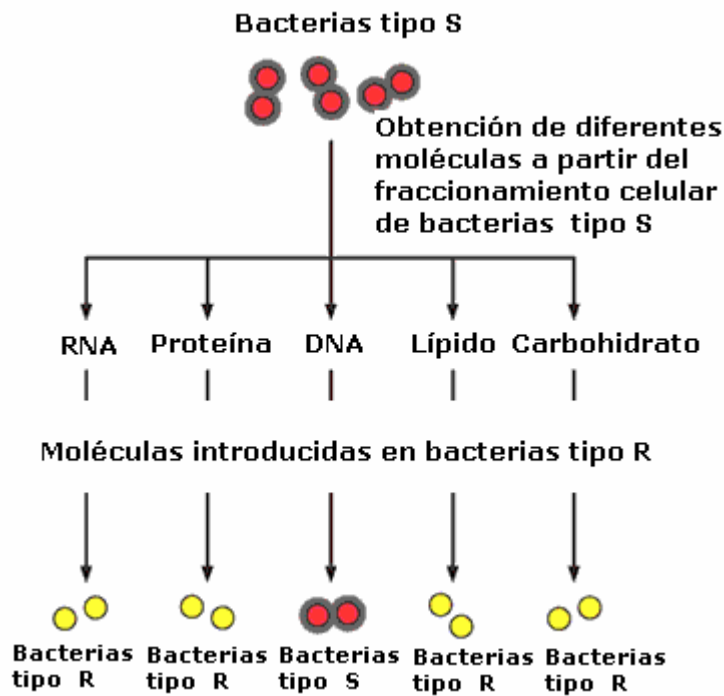 Bacterias tipo S
Obtención de diferentes
moléculas a partir del
fraccionamiento celular
de bacterias tipo S
RNA Proteína DNA Lípido Carbohidrato
Moléculas introducidas en bacterias tipo R
Bacterias tipo R
Bacterias tipo R
Bacterias tipo S
Bacterias tipo R
Bacterias tipo R